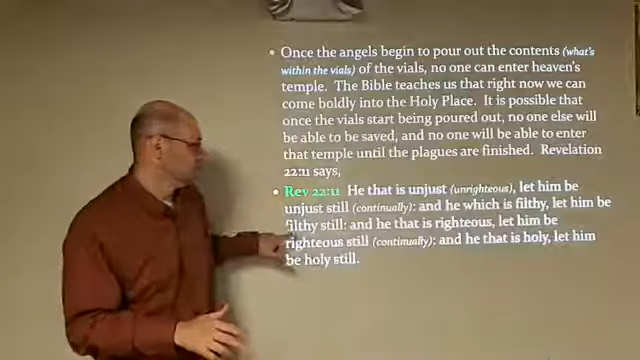 • Once the angels begin to pour out the contents (what's
within the vials) of the vials, no one can enter heaven's
temple. The Bible teaches us that right now we can
come boldly into the Holy Place. It is possible that
once the vials start being poured out, no one else will
be able to be saved, and no one will be able to enter
that temple until the plagues are finished. Revelation
22:11 says,
• Rev 22:11 He that is unjust (unrighteous), let him be
unjust still (continually): and he which is filthy, let him be
filthy still: and he that is righteous, let him be
righteous still (continually): and he that is holy, let him
be holy still.